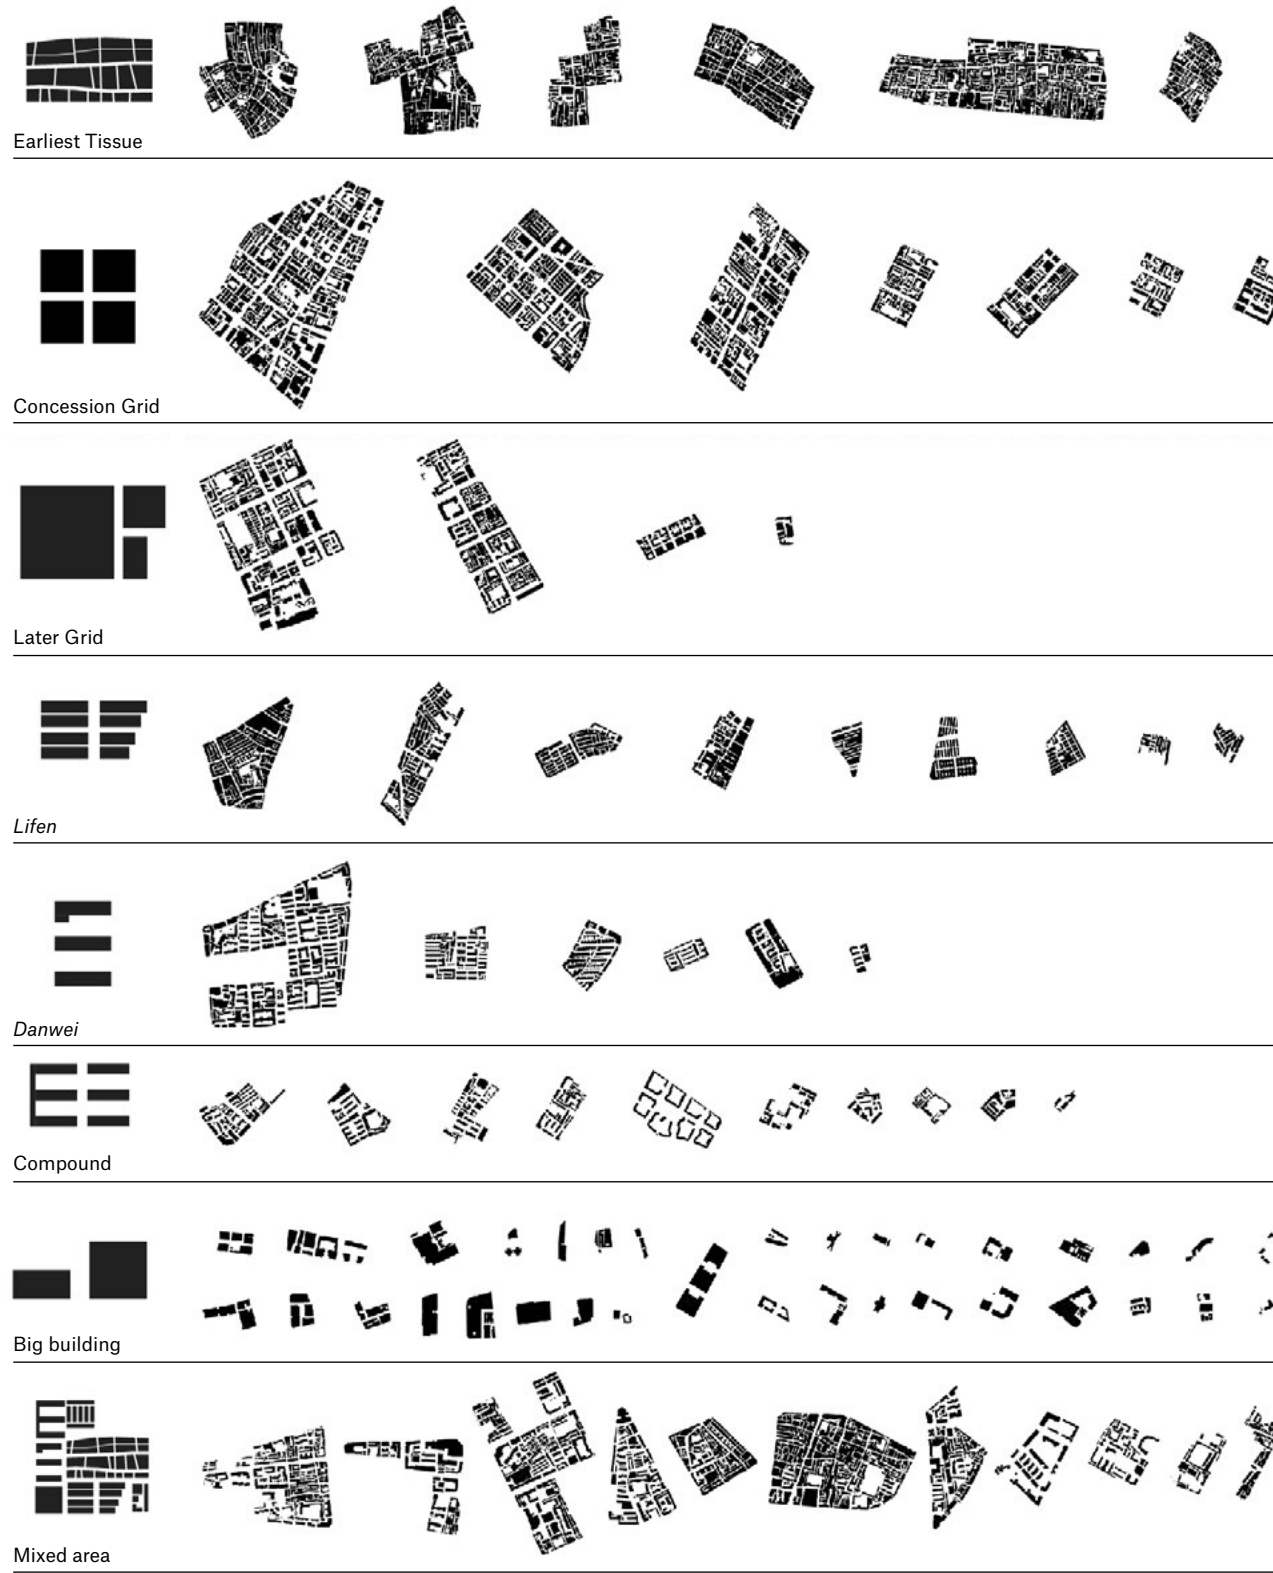 Earliest Tissue
Concession Grid
Later Grid
Lifen
Danwei
Compound
Big building
Mixed area